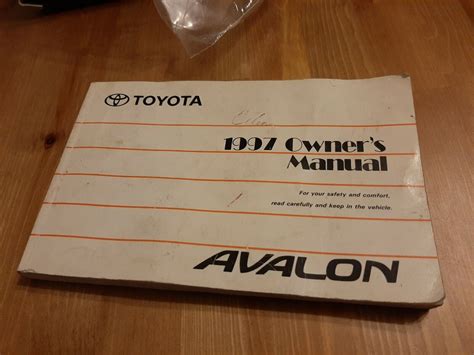 TOYOTA
1997 Owner's
Manual
For your safety and comfort,
read carefully and keep in the vehicle.
AVALON